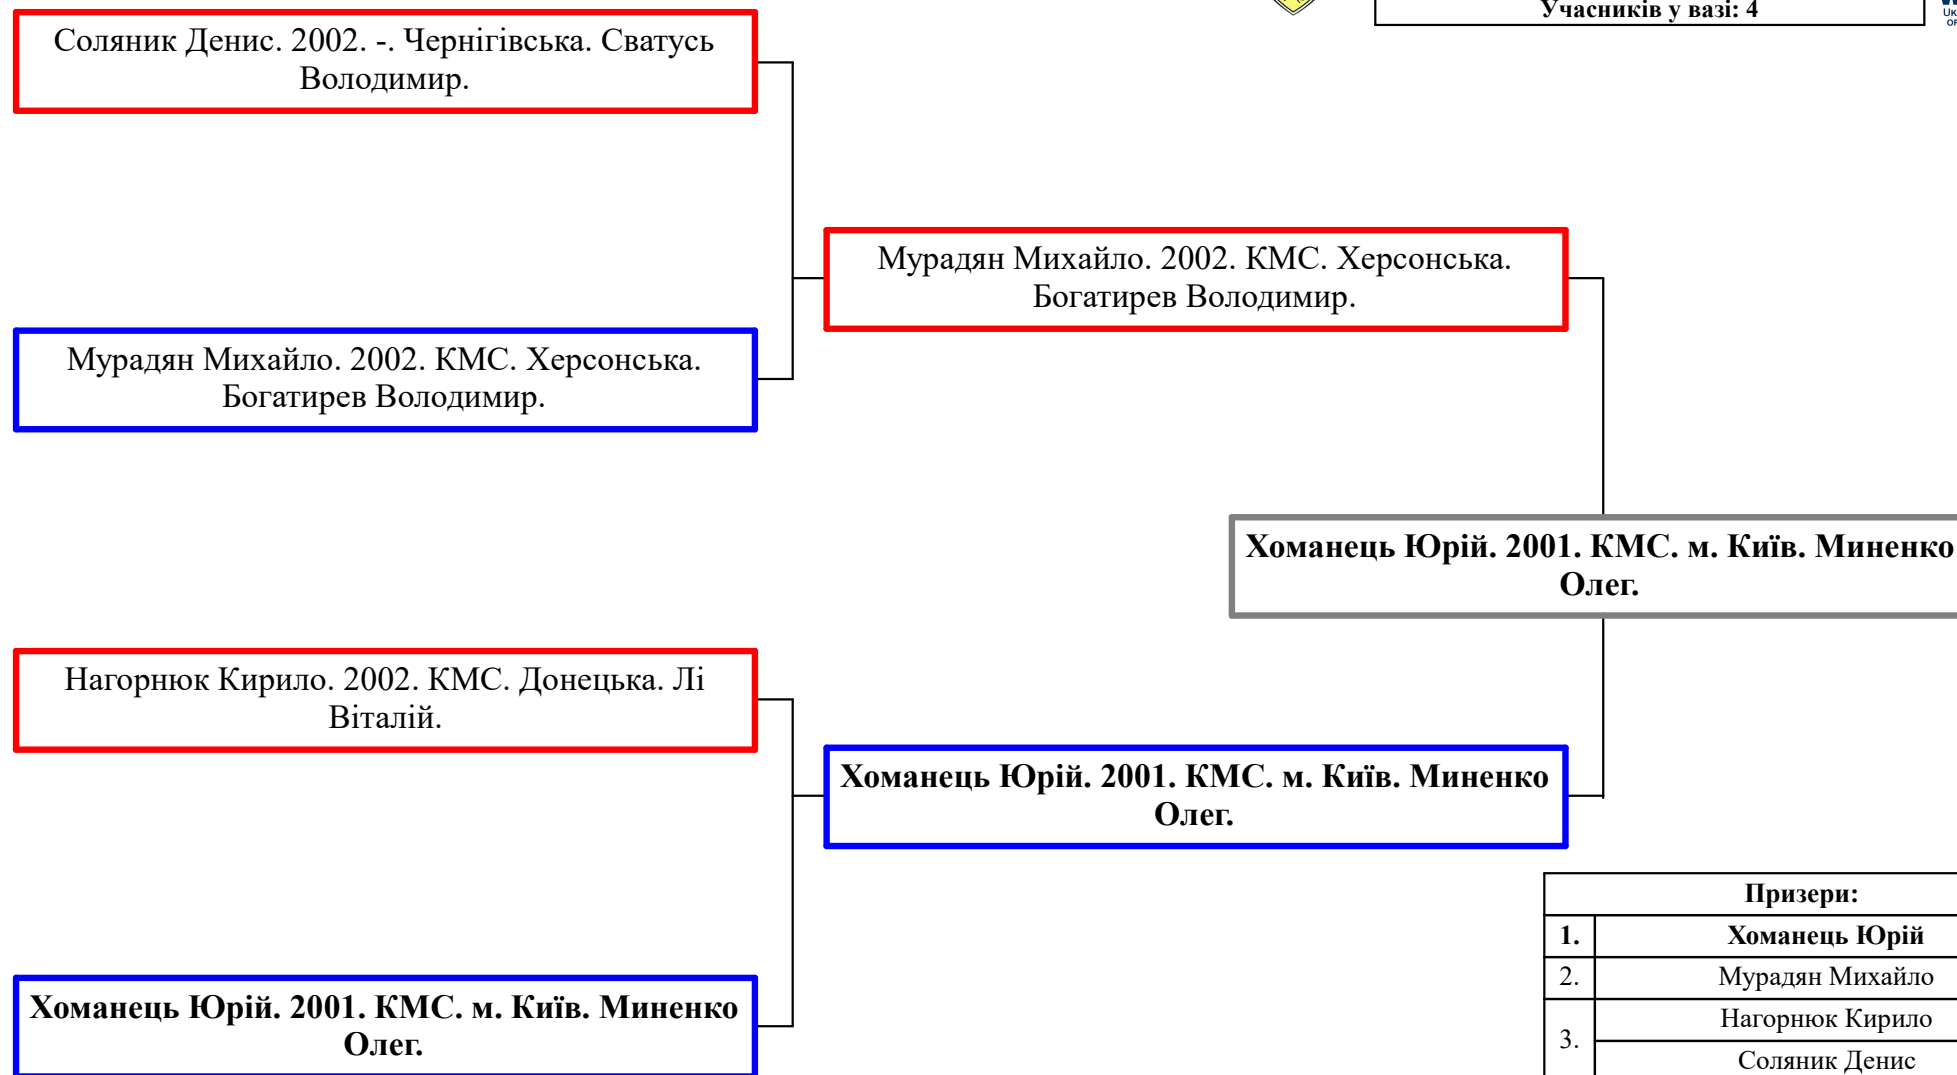 Учасників у вазі: 4
Соляник Денис. 2002. -. Чернігівська. Сватусь
Володимир.
Мурадян Михайло. 2002. КМС. Херсонська.
Богатирев Володимир.
Мурадян Михайло. 2002. КМС. Херсонська.
Богатирев Володимир.
Хоманець Юрій. 2001. КМС. м. Київ. Миненко
Олег.
Нагорнюк Кирило. 2002. КМС. Донецька. Лі
Віталій.
Хоманець Юрій. 2001. КМС. м. Київ. Миненко
Олег.
Хоманець Юрій. 2001. КМС. м. Київ. Миненко
Олег.
Призери:
1. Хоманець Юрій
2. Мурадян Михайло
3. Нагорнюк Кирило
Соляник Денис